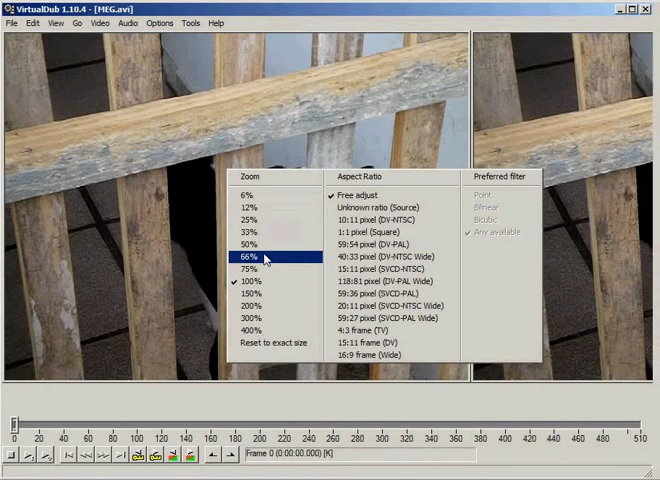 VirtualDub 1.10.4 - [MEG.avi]
File Edit View Go Video Audio Options Tools Help
Zoom Aspect Ratio Preferred filter
6% Free adjust Point
12% Unknown ratio (Source) Bilinear
25% 10:11 pixel (DV-NTSC) Bicubic
33% 1:1 pixel (Square) Any available
50% 59:54 pixel (DV-PAL)
66% 40:33 pixel (DV-NTSC Wide)
75% 15:11 pixel (SVCD-NTSC)
100% 118:81 pixel (DV-PAL Wide)
150% 59:36 pixel (SVCD-PAL)
200% 20:11 pixel (SVCD-NTSC Wide)
300% 59:27 pixel (SVCD-PAL Wide)
400% 4:3 frame (TV)
Reset to exact size 15:11 frame (DV)
16:9 frame (Wide)
0 20 40 60 80 100 120 140 160 180 200 220 240 260 280 300 320 340 360 380 400 420 440 460 480 510
Frame 0 (0:00:00.000) [K]